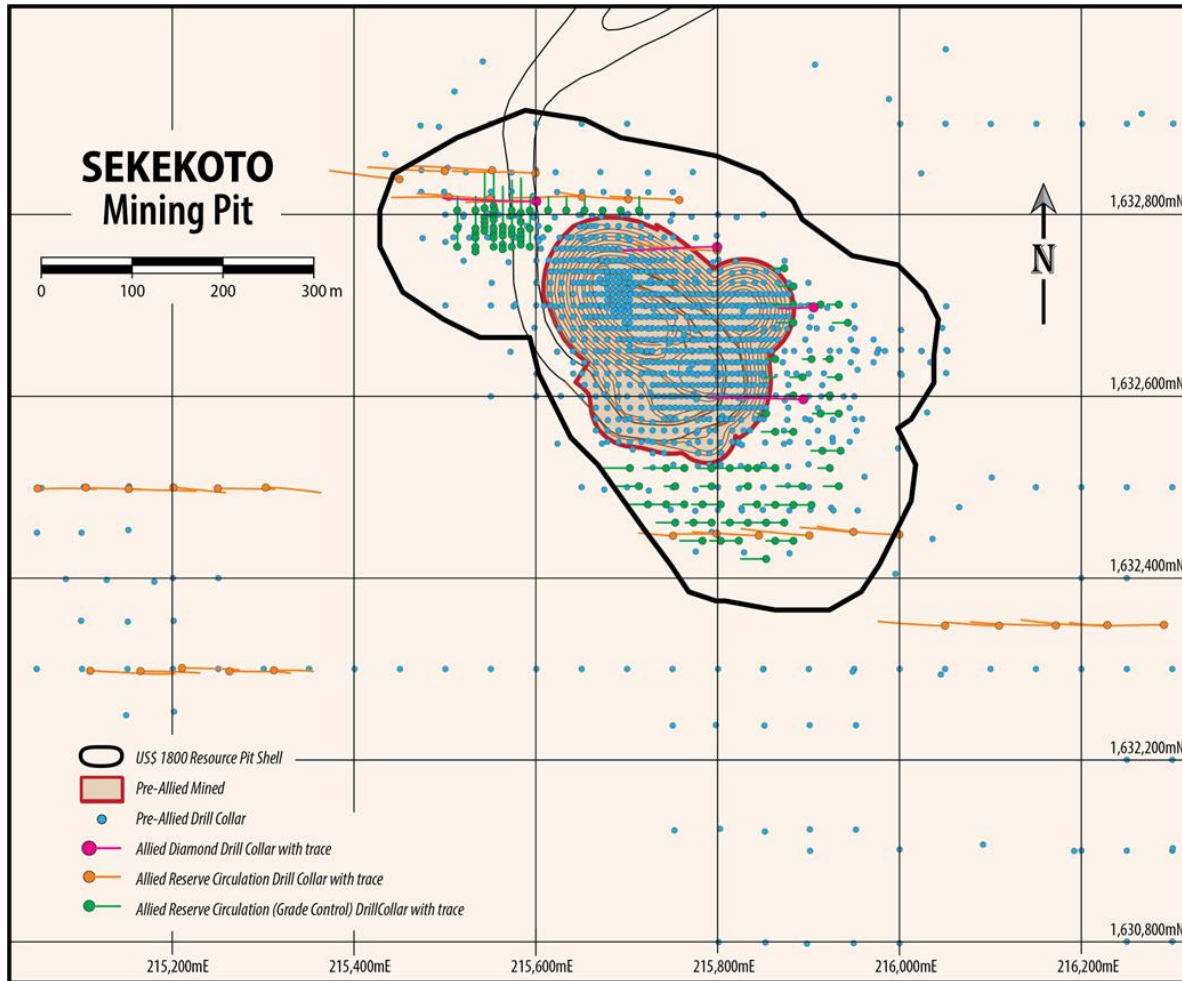 SEKEKOTO
Mining Pit
0 100 200 300 m
N
1,632,800mN
1,632,600mN
1,632,400mN
1,632,200mN
1,630,800mN
US$ 1800 Resource Pit Shell
Pre-Allied Mined
Pre-Allied Drill Collar
Allied Diamond Drill Collar with trace
Allied Reserve Circulation Drill Collar with trace
Allied Reserve Circulation (Grade Control) DrillCollar with trace
215,200mE 215,400mE 215,600mE 215,800mE 216,000mE 216,200mE